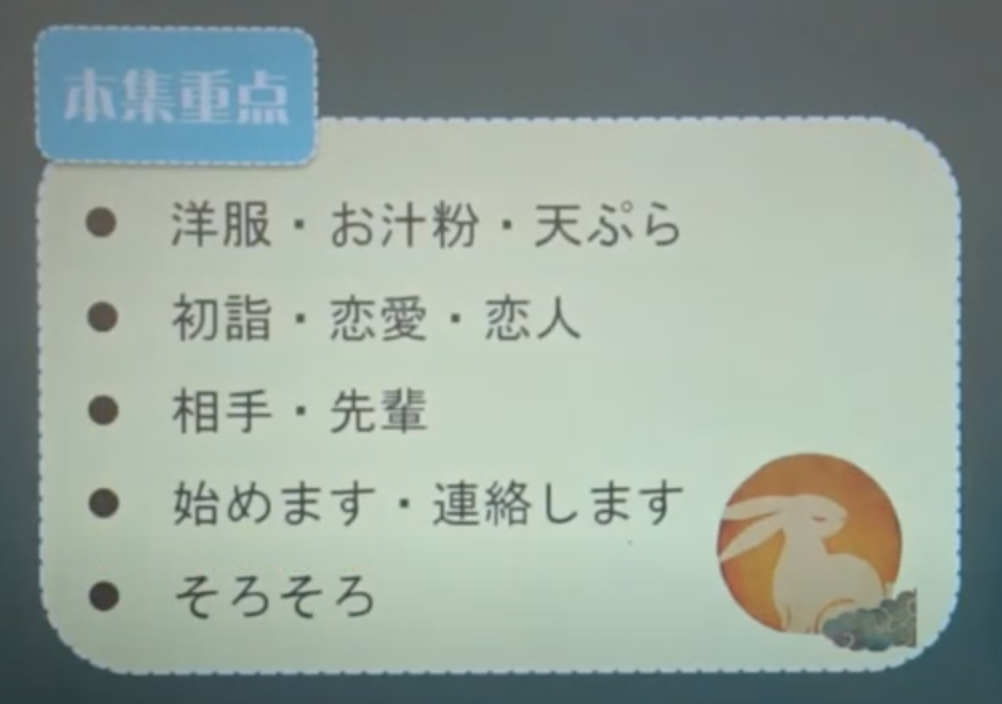 本集重点
● 洋服・お汁粉・天ぷら
● 初詣・恋愛・恋人
● 相手・先輩
● 始めます・連絡します
● そろそろ